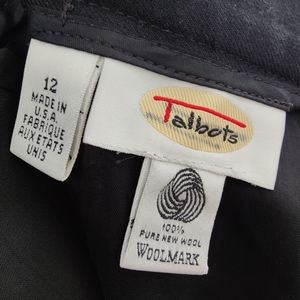 12
MADE IN
U.S.A.
FABRIQUE
AUX ETATS
UNIS
Talbots
100%
PURE NEW WOOL
WOOLMARK